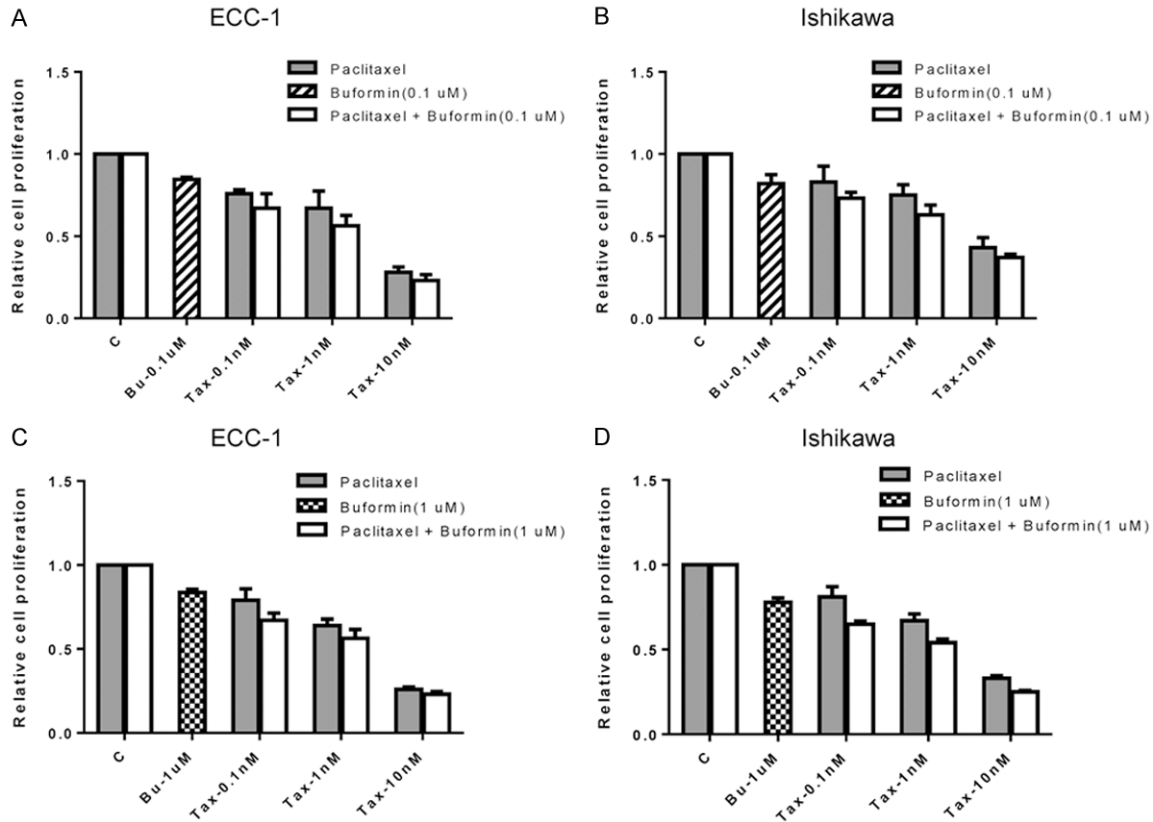 A
ECC-1
Paclitaxel
Buformin(0.1 uM)
Paclitaxel + Buformin(0.1 uM)
Relative cell proliferation
1.5
1.0
0.5
0.0
C
Bu-0.1uM
Tax-0.1nM
Tax-1nM
Tax-10nM
B
Ishikawa
Paclitaxel
Buformin(0.1 uM)
Paclitaxel + Buformin(0.1 uM)
Relative cell proliferation
1.5
1.0
0.5
0.0
C
Bu-0.1uM
Tax-0.1nM
Tax-1nM
Tax-10nM
C
ECC-1
Paclitaxel
Buformin(1 uM)
Paclitaxel + Buformin(1 uM)
Relative cell proliferation
1.5
1.0
0.5
0.0
C
Bu-1uM
Tax-0.1nM
Tax-1nM
Tax-10nM
D
Ishikawa
Paclitaxel
Buformin(1 uM)
Paclitaxel + Buformin(1 uM)
Relative cell proliferation
1.5
1.0
0.5
0.0
C
Bu-1uM
Tax-0.1nM
Tax-1nM
Tax-10nM